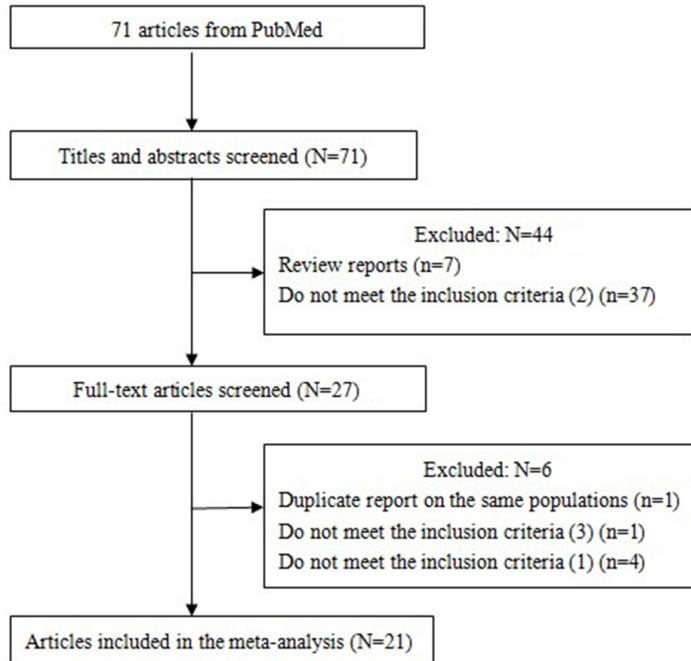 71 articles from PubMed
Titles and abstracts screened (N=71)
Excluded: N=44
Review reports (n=7)
Do not meet the inclusion criteria (2) (n=37)
Full-text articles screened (N=27)
Excluded: N=6
Duplicate report on the same populations (n=1)
Do not meet the inclusion criteria (3) (n=1)
Do not meet the inclusion criteria (1) (n=4)
Articles included in the meta-analysis (N=21)